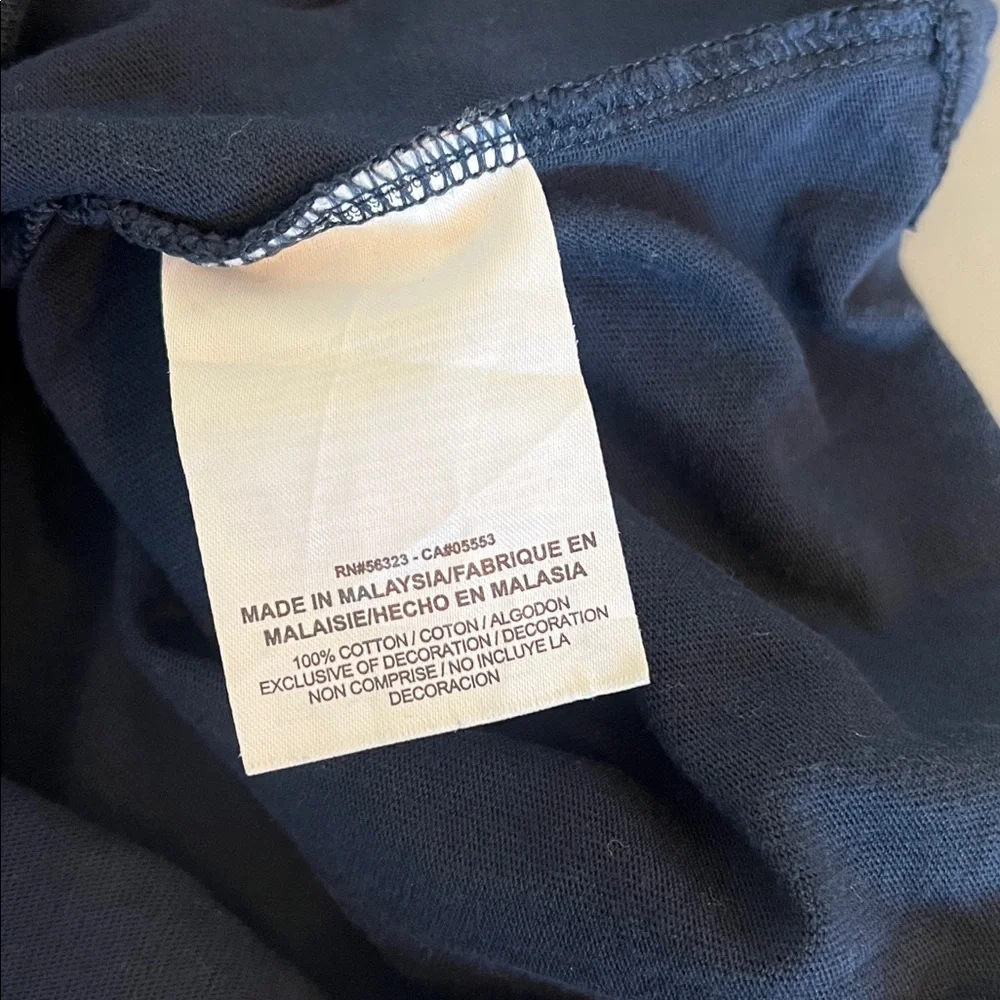 RN#56323 - CA#05553
MADE IN MALAYSIA/FABRIQUE EN
MALAISIE/HECHO EN MALASIA
100% COTTON / COTON / ALGODON
EXCLUSIVE OF DECORATION / DECORATION
NON COMPRISE / NO INCLUYE LA
DECORACION